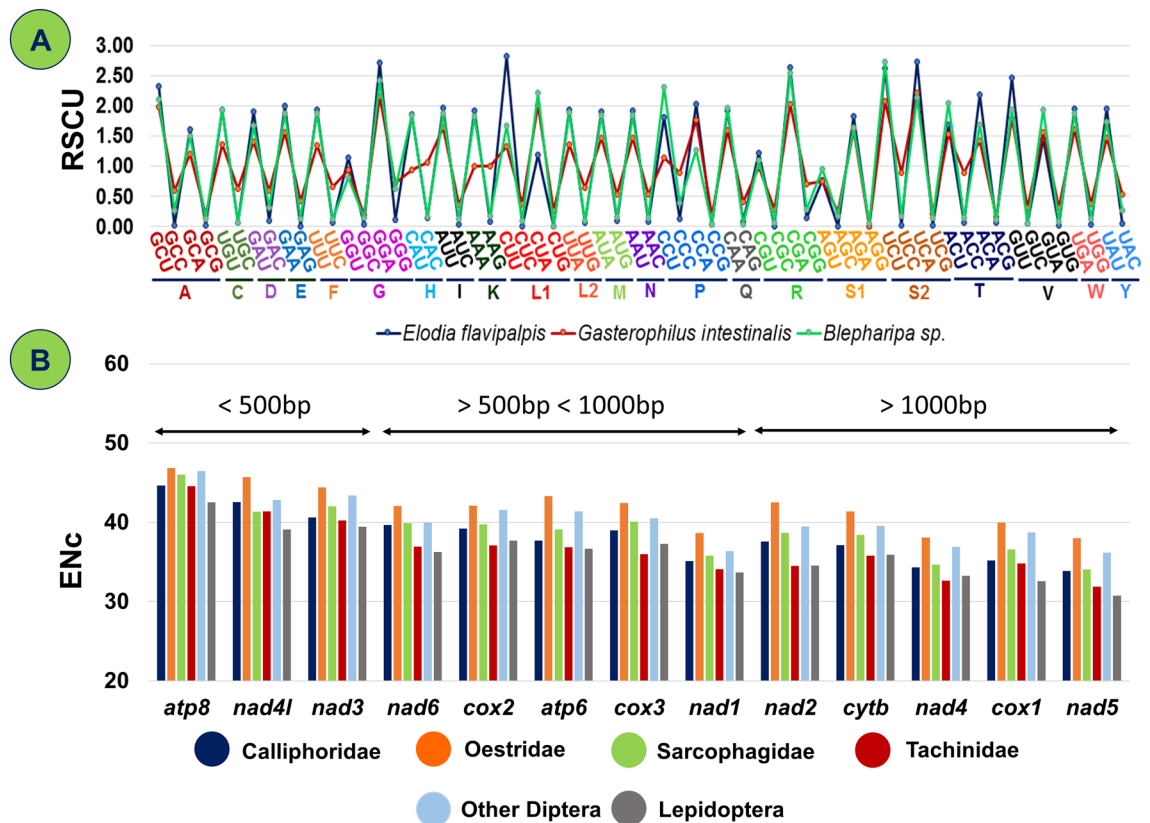 A
RSCU
3.00
2.50
2.00
1.50
1.00
0.50
0.00
GCU GCC GCA GCG UGU UGC GAU GAC GAA GAG UUU UUC GGU GGC GGA GGG CAU CAC AUU AUC AAA AAG CUU CUC CUA CUG UUA UUG AUA AUG AAU AAC CCU CCC CCA CCG CAA CAG CGU CGC CGA CGG AGU AGC AGA AGG UCU UCC UCA UCG ACU ACC ACA ACG GUU GUC GUA GUG UGA UGG UAU UAC
A C D E F G H I K L1 L2 M N P Q R S1 S2 T V W Y
Elodia flavipalpis Gasterophilus intestinalis Blepharipa sp.
B
ENc
60
50
40
30
20
< 500bp > 500bp < 1000bp > 1000bp
atp8 nad4l nad3 nad6 cox2 atp6 cox3 nad1 nad2 cytb nad4 cox1 nad5
Calliphoridae Oestridae Sarcophagidae Tachinidae
Other Diptera Lepidoptera